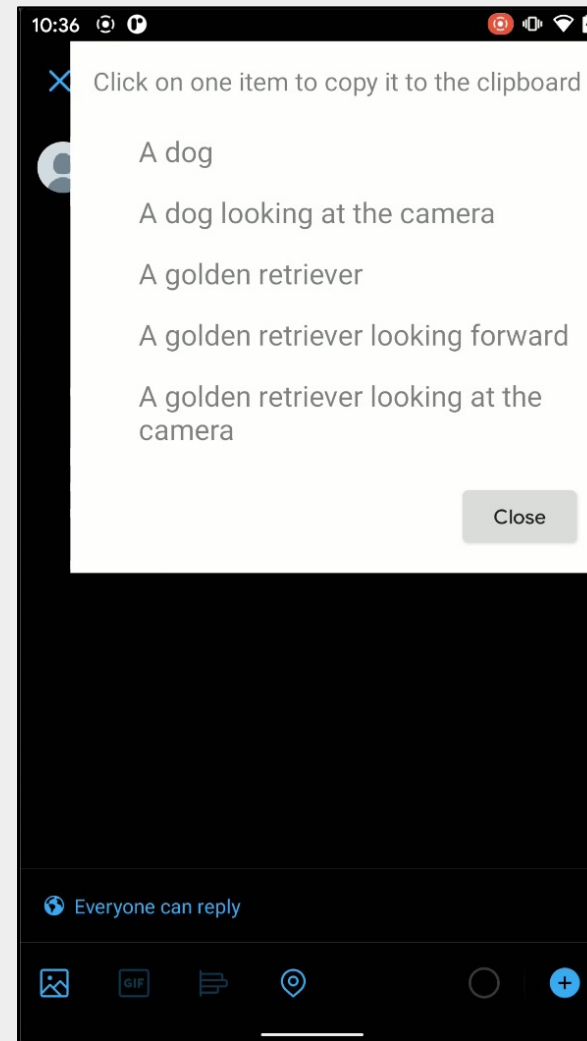 10:36
Click on one item to copy it to the clipboard
A dog
A dog looking at the camera
A golden retriever
A golden retriever looking forward
A golden retriever looking at the
camera
Close
Everyone can reply
GIF